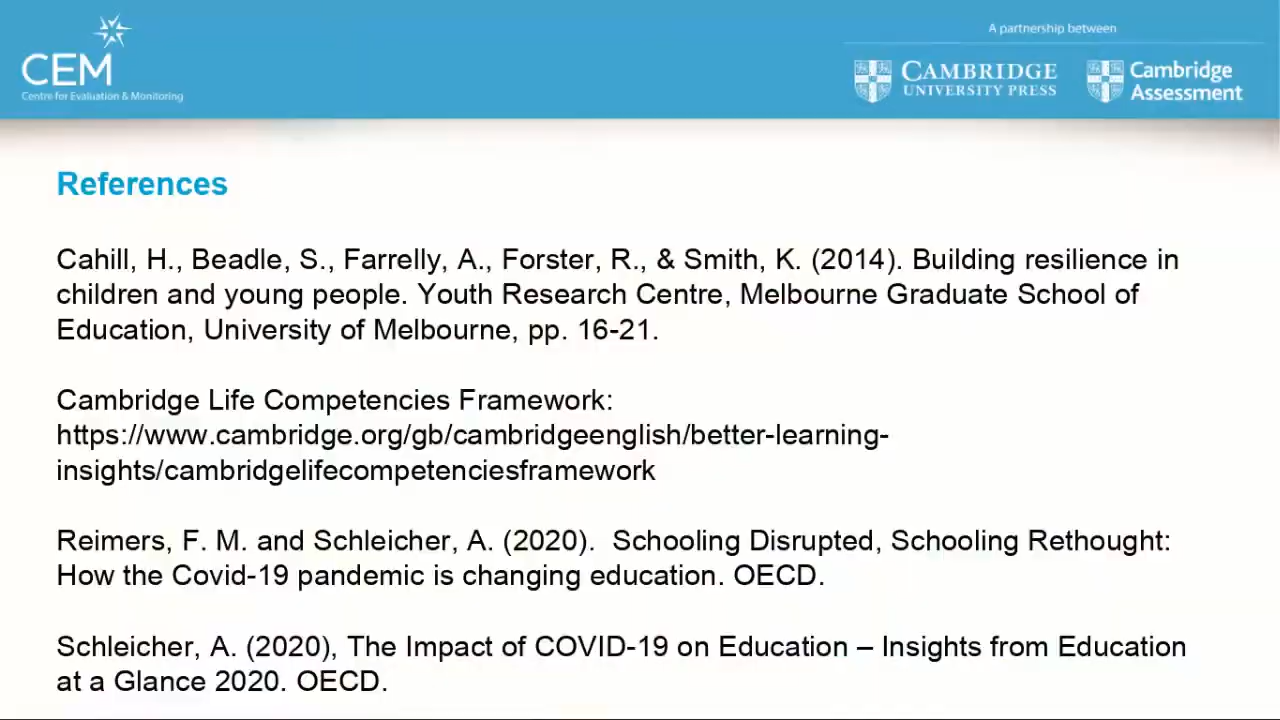 CEM
Centre for Evaluation & Monitoring
A partnership between
CAMBRIDGE
UNIVERSITY PRESS
Cambridge
Assessment
References
Cahill, H., Beadle, S., Farrelly, A., Forster, R., & Smith, K. (2014). Building resilience in
children and young people. Youth Research Centre, Melbourne Graduate School of
Education, University of Melbourne, pp. 16-21.
Cambridge Life Competencies Framework:
https://www.cambridge.org/gb/cambridgeenglish/better-learning-
insights/cambridgelifecompetenciesframework
Reimers, F. M. and Schleicher, A. (2020).  Schooling Disrupted, Schooling Rethought:
How the Covid-19 pandemic is changing education. OECD.
Schleicher, A. (2020), The Impact of COVID-19 on Education – Insights from Education
at a Glance 2020. OECD.